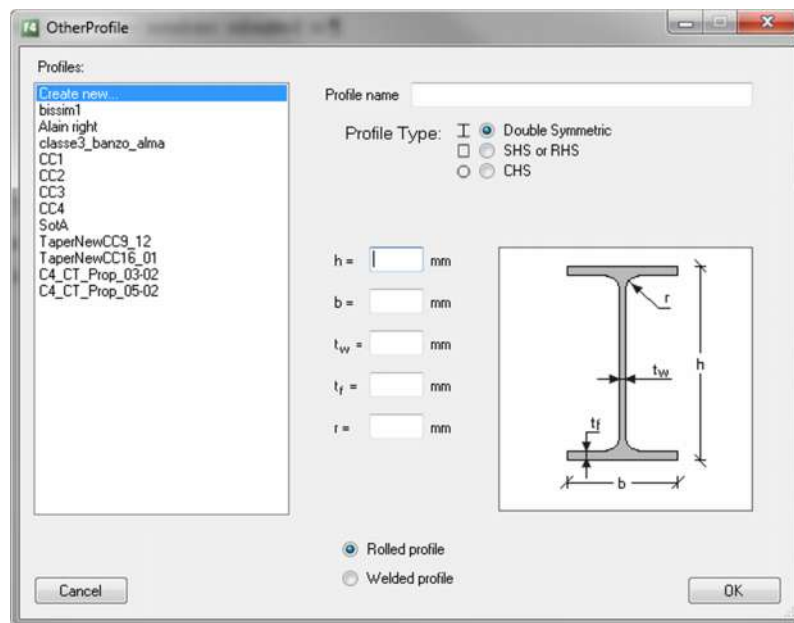 OtherProfile
Profiles:
Create new...
bissim1
Alain right
classe3_banzo_alma
CC1
CC2
CC3
CC4
SotA
TaperNewCC9_12
TaperNewCC16_01
C4_CT_Prop_03-02
C4_CT_Prop_05-02
Profile name
Profile Type:
Double Symmetric
SHS or RHS
CHS
h = mm
b = mm
tw = mm
tf = mm
r = mm
r
tw
h
tf
b
Rolled profile
Welded profile
Cancel
OK